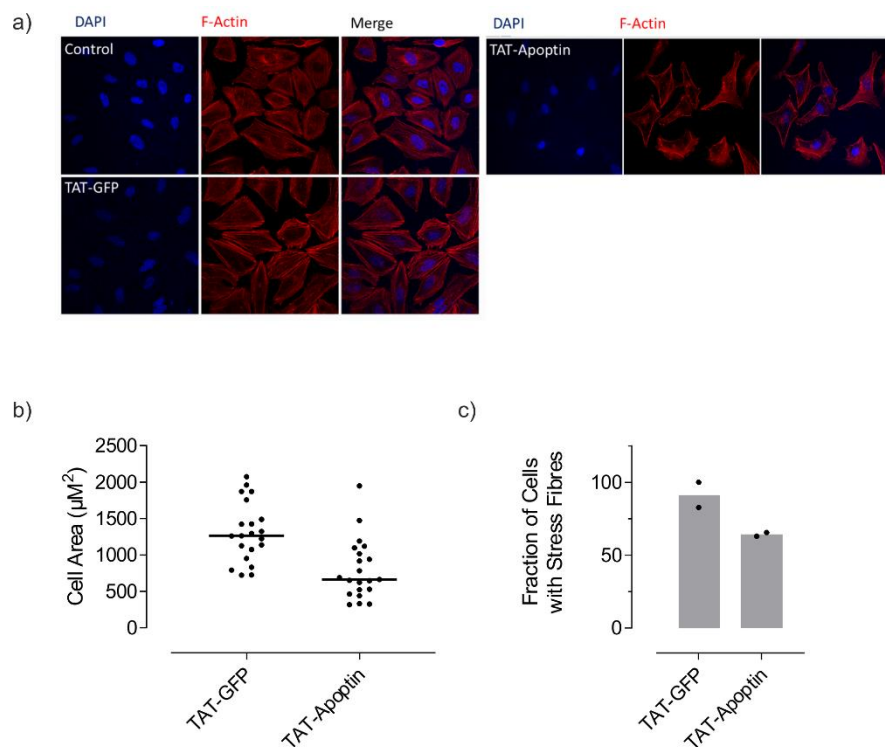 a)
DAPI F-Actin Merge
Control
TAT-GFP
DAPI F-Actin
TAT-Apoptin
b)
Cell Area (µM²)
2500
2000
1500
1000
500
0
TAT-GFP TAT-Apoptin
c)
Fraction of Cells
with Stress Fibres
100
50
0
TAT-GFP TAT-Apoptin